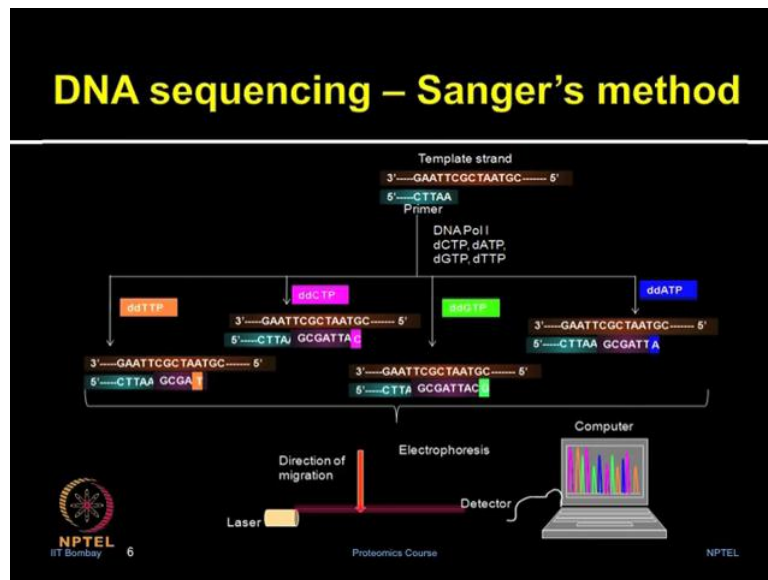 DNA sequencing – Sanger's method
Template strand
3'-----GAATTCGCTAATGC------- 5'
5'-----CTTAA
Primer
DNA Pol I
dCTP, dATP,
dGTP, dTTP
ddTTP
ddCTP
ddGTP
ddATP
3'-----GAATTCGCTAATGC------- 5'
5'-----CTTAA GCGAT
3'-----GAATTCGCTAATGC------- 5'
5'-----CTTA GCGATTAC
3'-----GAATTCGCTAATGC------- 5'
5'-----CTTA GCGATTACG
3'-----GAATTCGCTAATGC------- 5'
5'-----CTTAA GCGATTA
Direction of
migration
Electrophoresis
Computer
Laser
Detector
NPTEL
IIT Bombay
6
Proteomics Course
NPTEL